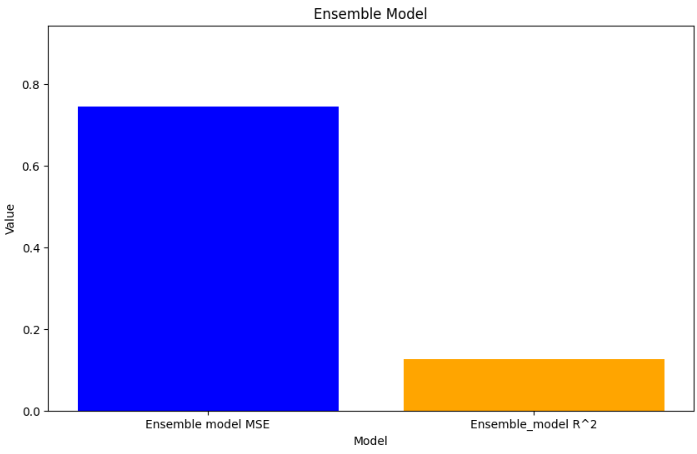 Ensemble Model
0.8
0.6
0.4
0.2
0.0
Value
Ensemble model MSE
Ensemble_model R^2
Model